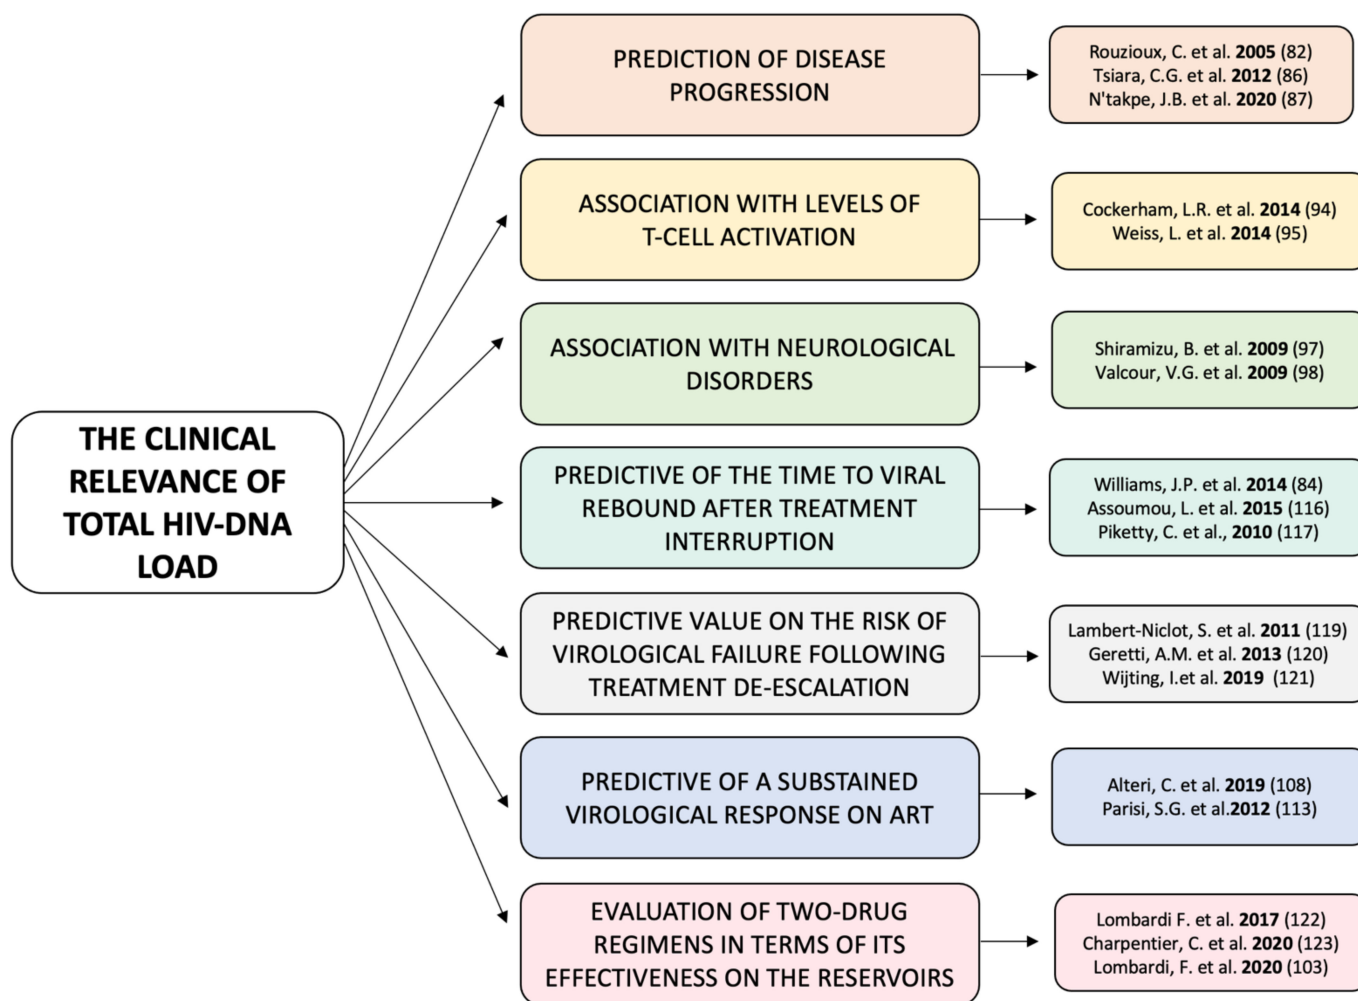 THE CLINICAL
RELEVANCE OF
TOTAL HIV-DNA
LOAD
PREDICTION OF DISEASE
PROGRESSION
Rouzioux, C. et al. 2005 (82)
Tsiara, C.G. et al. 2012 (86)
N'takpe, J.B. et al. 2020 (87)
ASSOCIATION WITH LEVELS OF
T-CELL ACTIVATION
Cockerham, L.R. et al. 2014 (94)
Weiss, L. et al. 2014 (95)
ASSOCIATION WITH NEUROLOGICAL
DISORDERS
Shiramizu, B. et al. 2009 (97)
Valcour, V.G. et al. 2009 (98)
PREDICTIVE OF THE TIME TO VIRAL
REBOUND AFTER TREATMENT
INTERRUPTION
Williams, J.P. et al. 2014 (84)
Assoumou, L. et al. 2015 (116)
Piketty, C. et al., 2010 (117)
PREDICTIVE VALUE ON THE RISK OF
VIROLOGICAL FAILURE FOLLOWING
TREATMENT DE-ESCALATION
Lambert-Niclot, S. et al. 2011 (119)
Geretti, A.M. et al. 2013 (120)
Wijting, I.et al. 2019 (121)
PREDICTIVE OF A SUBSTAINED
VIROLOGICAL RESPONSE ON ART
Alteri, C. et al. 2019 (108)
Parisi, S.G. et al.2012 (113)
EVALUATION OF TWO-DRUG
REGIMENS IN TERMS OF ITS
EFFECTIVENESS ON THE RESERVOIRS
Lombardi F. et al. 2017 (122)
Charpentier, C. et al. 2020 (123)
Lombardi, F. et al. 2020 (103)